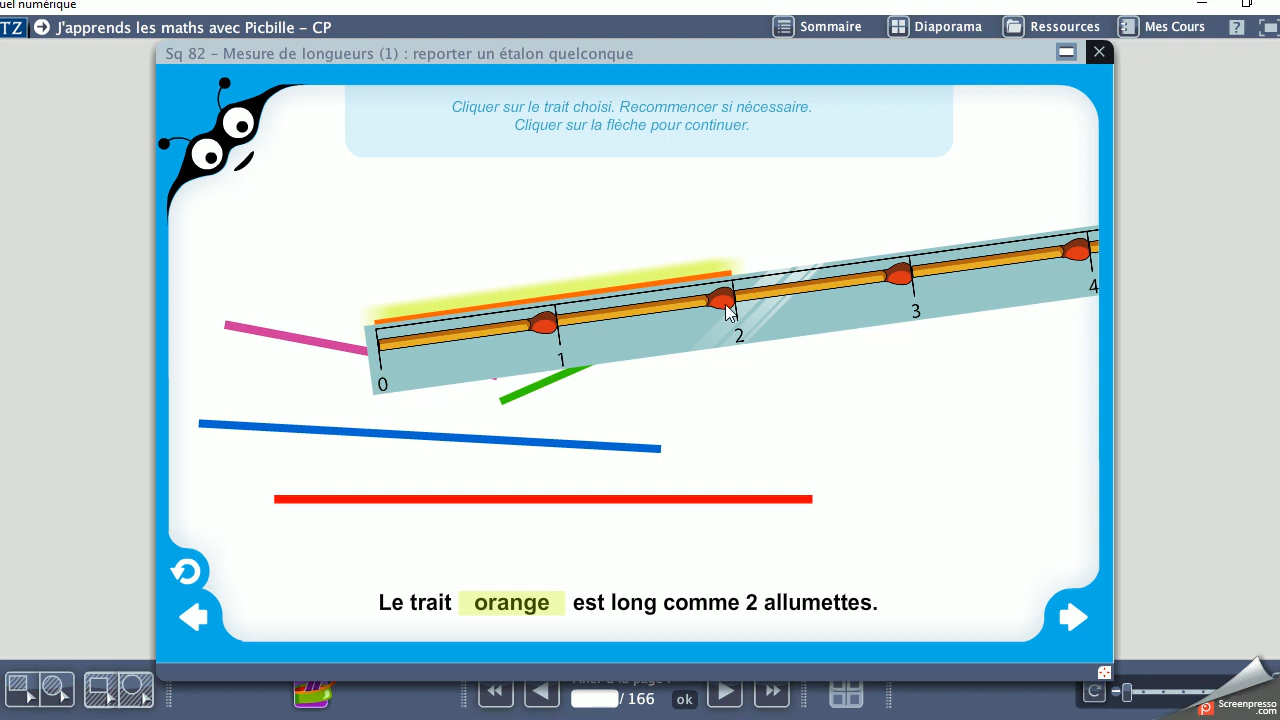 uel numérique
TZ J'apprends les maths avec Picbille – CP
Sommaire Diaporama Ressources Mes Cours ?
Sq 82 – Mesure de longueurs (1) : reporter un étalon quelconque
Cliquer sur le trait choisi. Recommencer si nécessaire.
Cliquer sur la flèche pour continuer.
0 1 2 3 4
Le trait orange est long comme 2 allumettes.
/ 166 ok
Screenpresso
.com